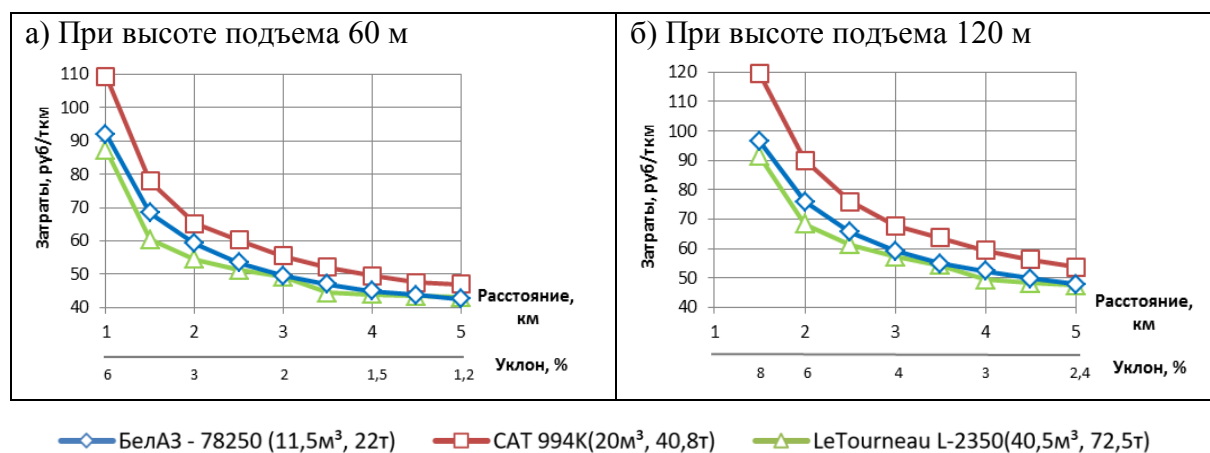 а) При высоте подъема 60 м
110
100
90
80
70
60
50
40
Затраты, руб/ткм
1 2 3 4 5
Расстояние,
км
6 3 2 1,5 1,2
Уклон, %
б) При высоте подъема 120 м
120
110
100
90
80
70
60
50
40
Затраты, руб/ткм
1 2 3 4 5
Расстояние,
км
8 6 4 3 2,4
Уклон, %
БелАЗ - 78250 (11,5м³, 22т) CAT 994K(20м³, 40,8т) LeTourneau L-2350(40,5м³, 72,5т)